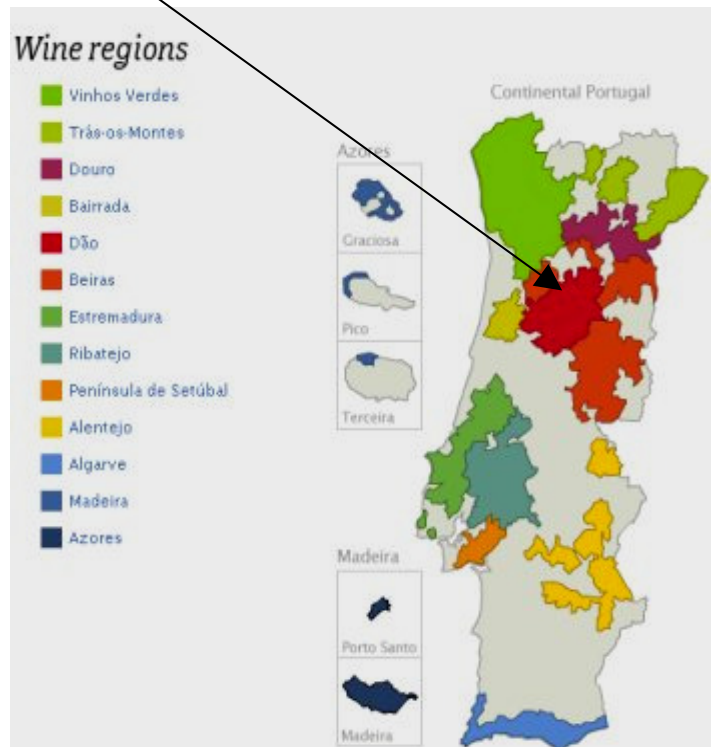 Wine regions
Vinhos Verdes
Trás-os-Montes
Douro
Bairrada
Dão
Beiras
Estremadura
Ribatejo
Península de Setúbal
Alentejo
Algarve
Madeira
Azores
Continental Portugal
Azores
Graciosa
Pico
Terceira
Madeira
Porto Santo
Madeira